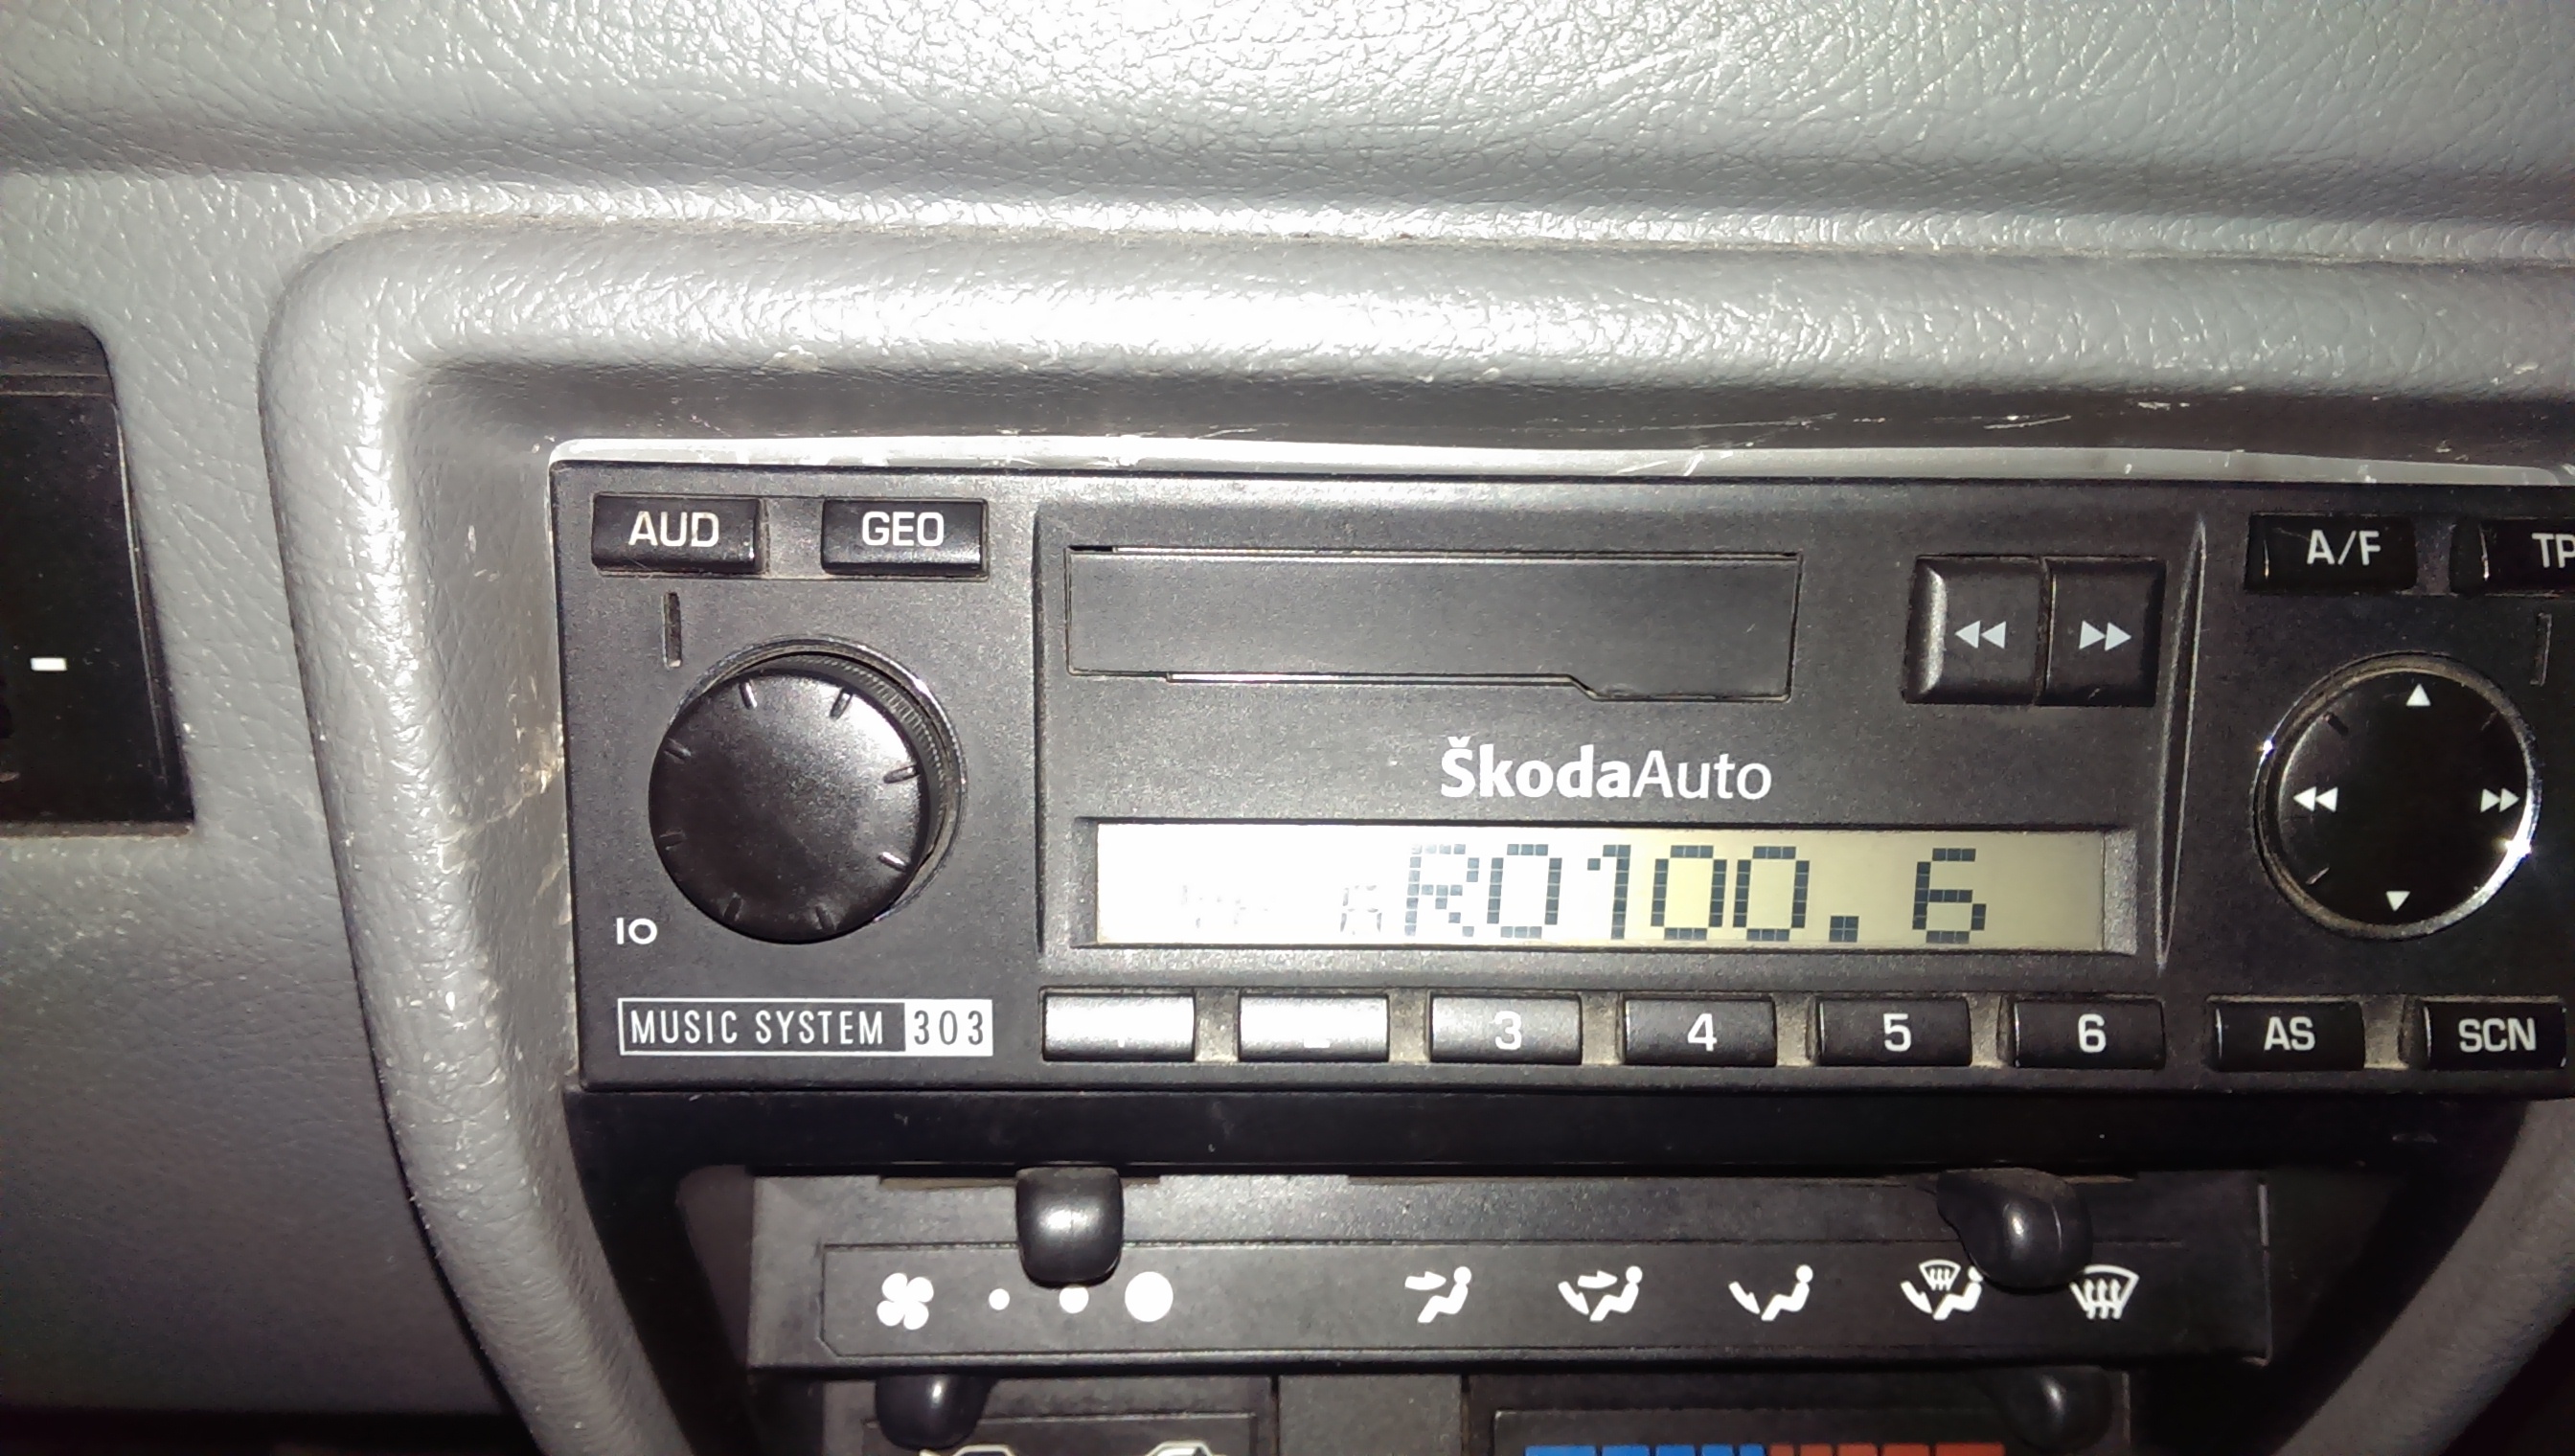 AUD GEO
A/F
ŠkodaAuto
RO100.6
IO
MUSIC SYSTEM 303
3 4 5 6 AS SCN